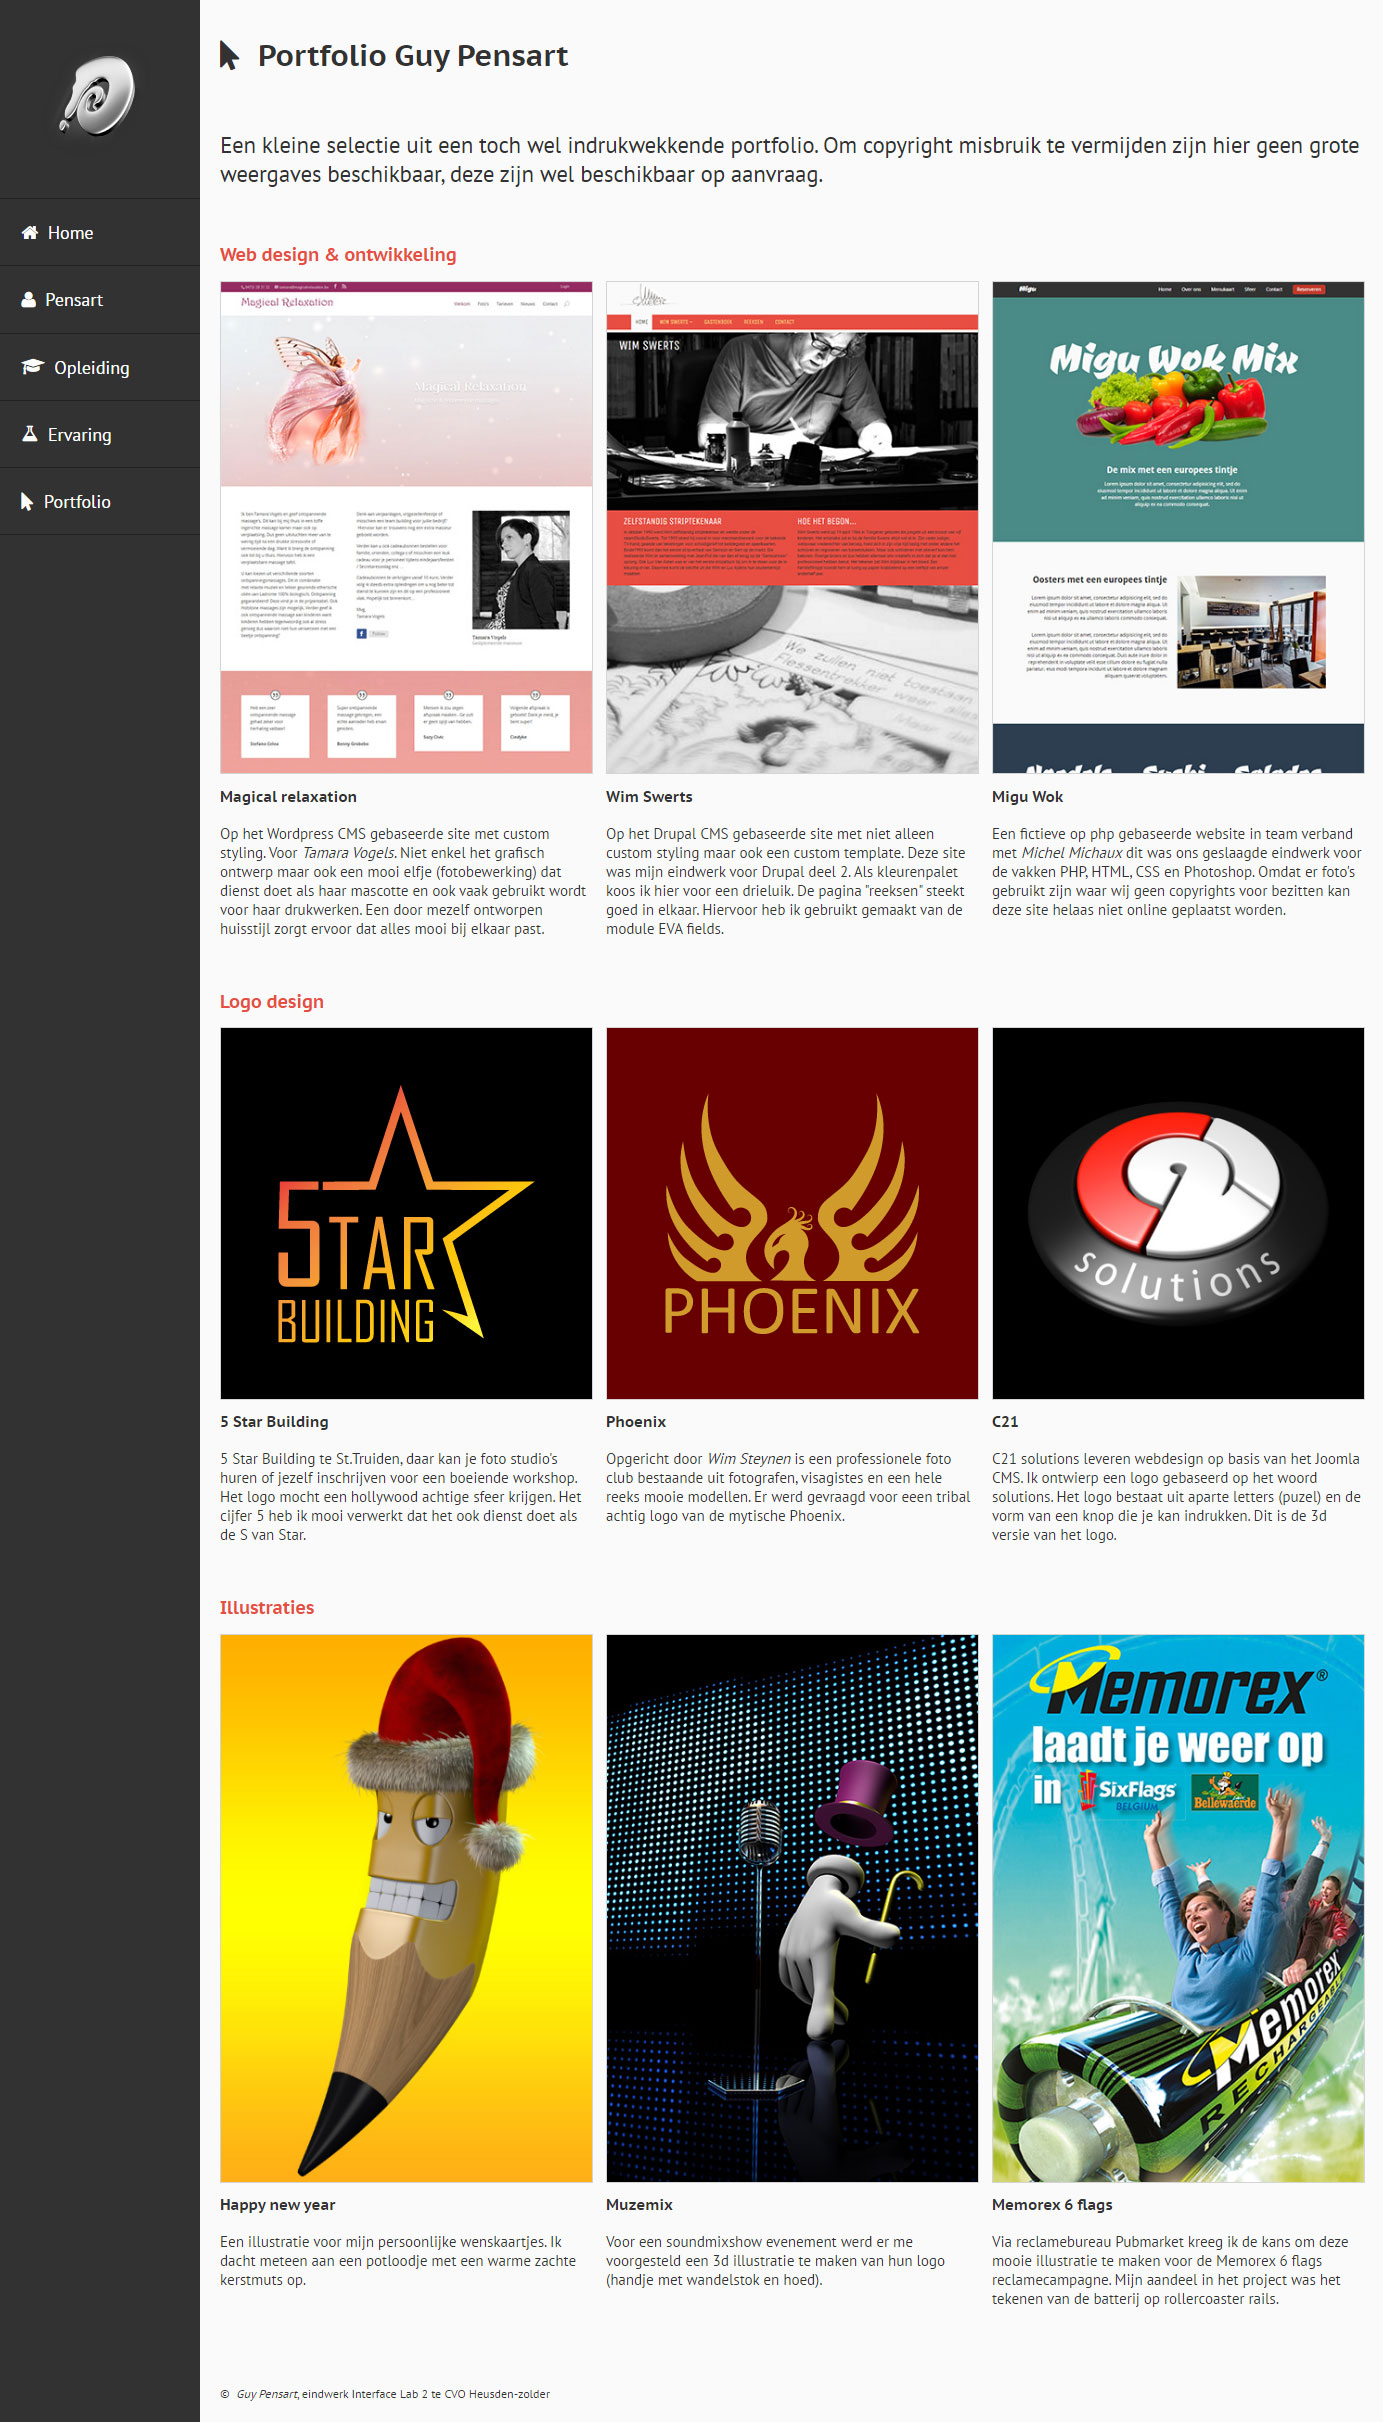 Portfolio Guy Pensart
Een kleine selectie uit een toch wel indrukwekkende portfolio. Om copyright misbruik te vermijden zijn hier geen grote
weergaves beschikbaar, deze zijn wel beschikbaar op aanvraag.
Home
Pensart
Opleiding
Ervaring
Portfolio
Web design & ontwikkeling
Magical Relaxation
Magical Relaxation
HOME
WIM SWERTS
GASTENBOEK
REEKSEN
CONTACT
WIM SWERTS
ZELFSTANDIG STRIPTEKENAAR
HOE HET BEGON...
We zullen niet toestaan
Migu
Home
Over ons
Menukaart
Sfeer
Contact
Reserveren
Migu Wok Mix
De mix met een europees tintje
Oosters met een europees tintje
Tamara Vogels
Magical relaxation
Op het Wordpress CMS gebaseerde site met custom
styling. Voor Tamara Vogels. Niet enkel het grafisch
ontwerp maar ook een mooi elfje (fotobewerking) dat
dienst doet als haar mascotte en ook vaak gebruikt wordt
voor haar drukwerken. Een door mezelf ontworpen
huisstijl zorgt ervoor dat alles mooi bij elkaar past.
Wim Swerts
Op het Drupal CMS gebaseerde site met niet alleen
custom styling maar ook een custom template. Deze site
was mijn eindwerk voor Drupal deel 2. Als kleurenpalet
koos ik hier voor een drieluik. De pagina "reeksen" steekt
goed in elkaar. Hiervoor heb ik gebruikt gemaakt van de
module EVA fields.
Migu Wok
Een fictieve op php gebaseerde website in team verband
met Michel Michaux dit was ons geslaagde eindwerk voor
de vakken PHP, HTML, CSS en Photoshop. Omdat er foto's
gebruikt zijn waar wij geen copyrights voor bezitten kan
deze site helaas niet online geplaatst worden.
Logo design
5TAR
BUILDING
PHOENIX
solutions
5 Star Building
5 Star Building te St.Truiden, daar kan je foto studio's
huren of jezelf inschrijven voor een boeiende workshop.
Het logo mocht een hollywood achtige sfeer krijgen. Het
cijfer 5 heb ik mooi verwerkt dat het ook dienst doet als
de S van Star.
Phoenix
Opgericht door Wim Steynen is een professionele foto
club bestaande uit fotografen, visagistes en een hele
reeks mooie modellen. Er werd gevraagd voor eeen tribal
achtig logo van de mytische Phoenix.
C21
C21 solutions leveren webdesign op basis van het Joomla
CMS. Ik ontwierp een logo gebaseerd op het woord
solutions. Het logo bestaat uit aparte letters (puzel) en de
vorm van een knop die je kan indrukken. Dit is de 3d
versie van het logo.
Illustraties
Memorex®
laadt je weer op
in SixFlags
BELGIUM
Bellewaerde
Memorex
RECHARGEABLE
Happy new year
Een illustratie voor mijn persoonlijke wenskaartjes. Ik
dacht meteen aan een potloodje met een warme zachte
kerstmuts op.
Muzemix
Voor een soundmixshow evenement werd er me
voorgesteld een 3d illustratie te maken van hun logo
(handje met wandelstok en hoed).
Memorex 6 flags
Via reclamebureau Pubmarket kreeg ik de kans om deze
mooie illustratie te maken voor de Memorex 6 flags
reclamecampagne. Mijn aandeel in het project was het
tekenen van de batterij op rollercoaster rails.
© Guy Pensart, eindwerk Interface Lab 2 te CVO Heusden-zolder